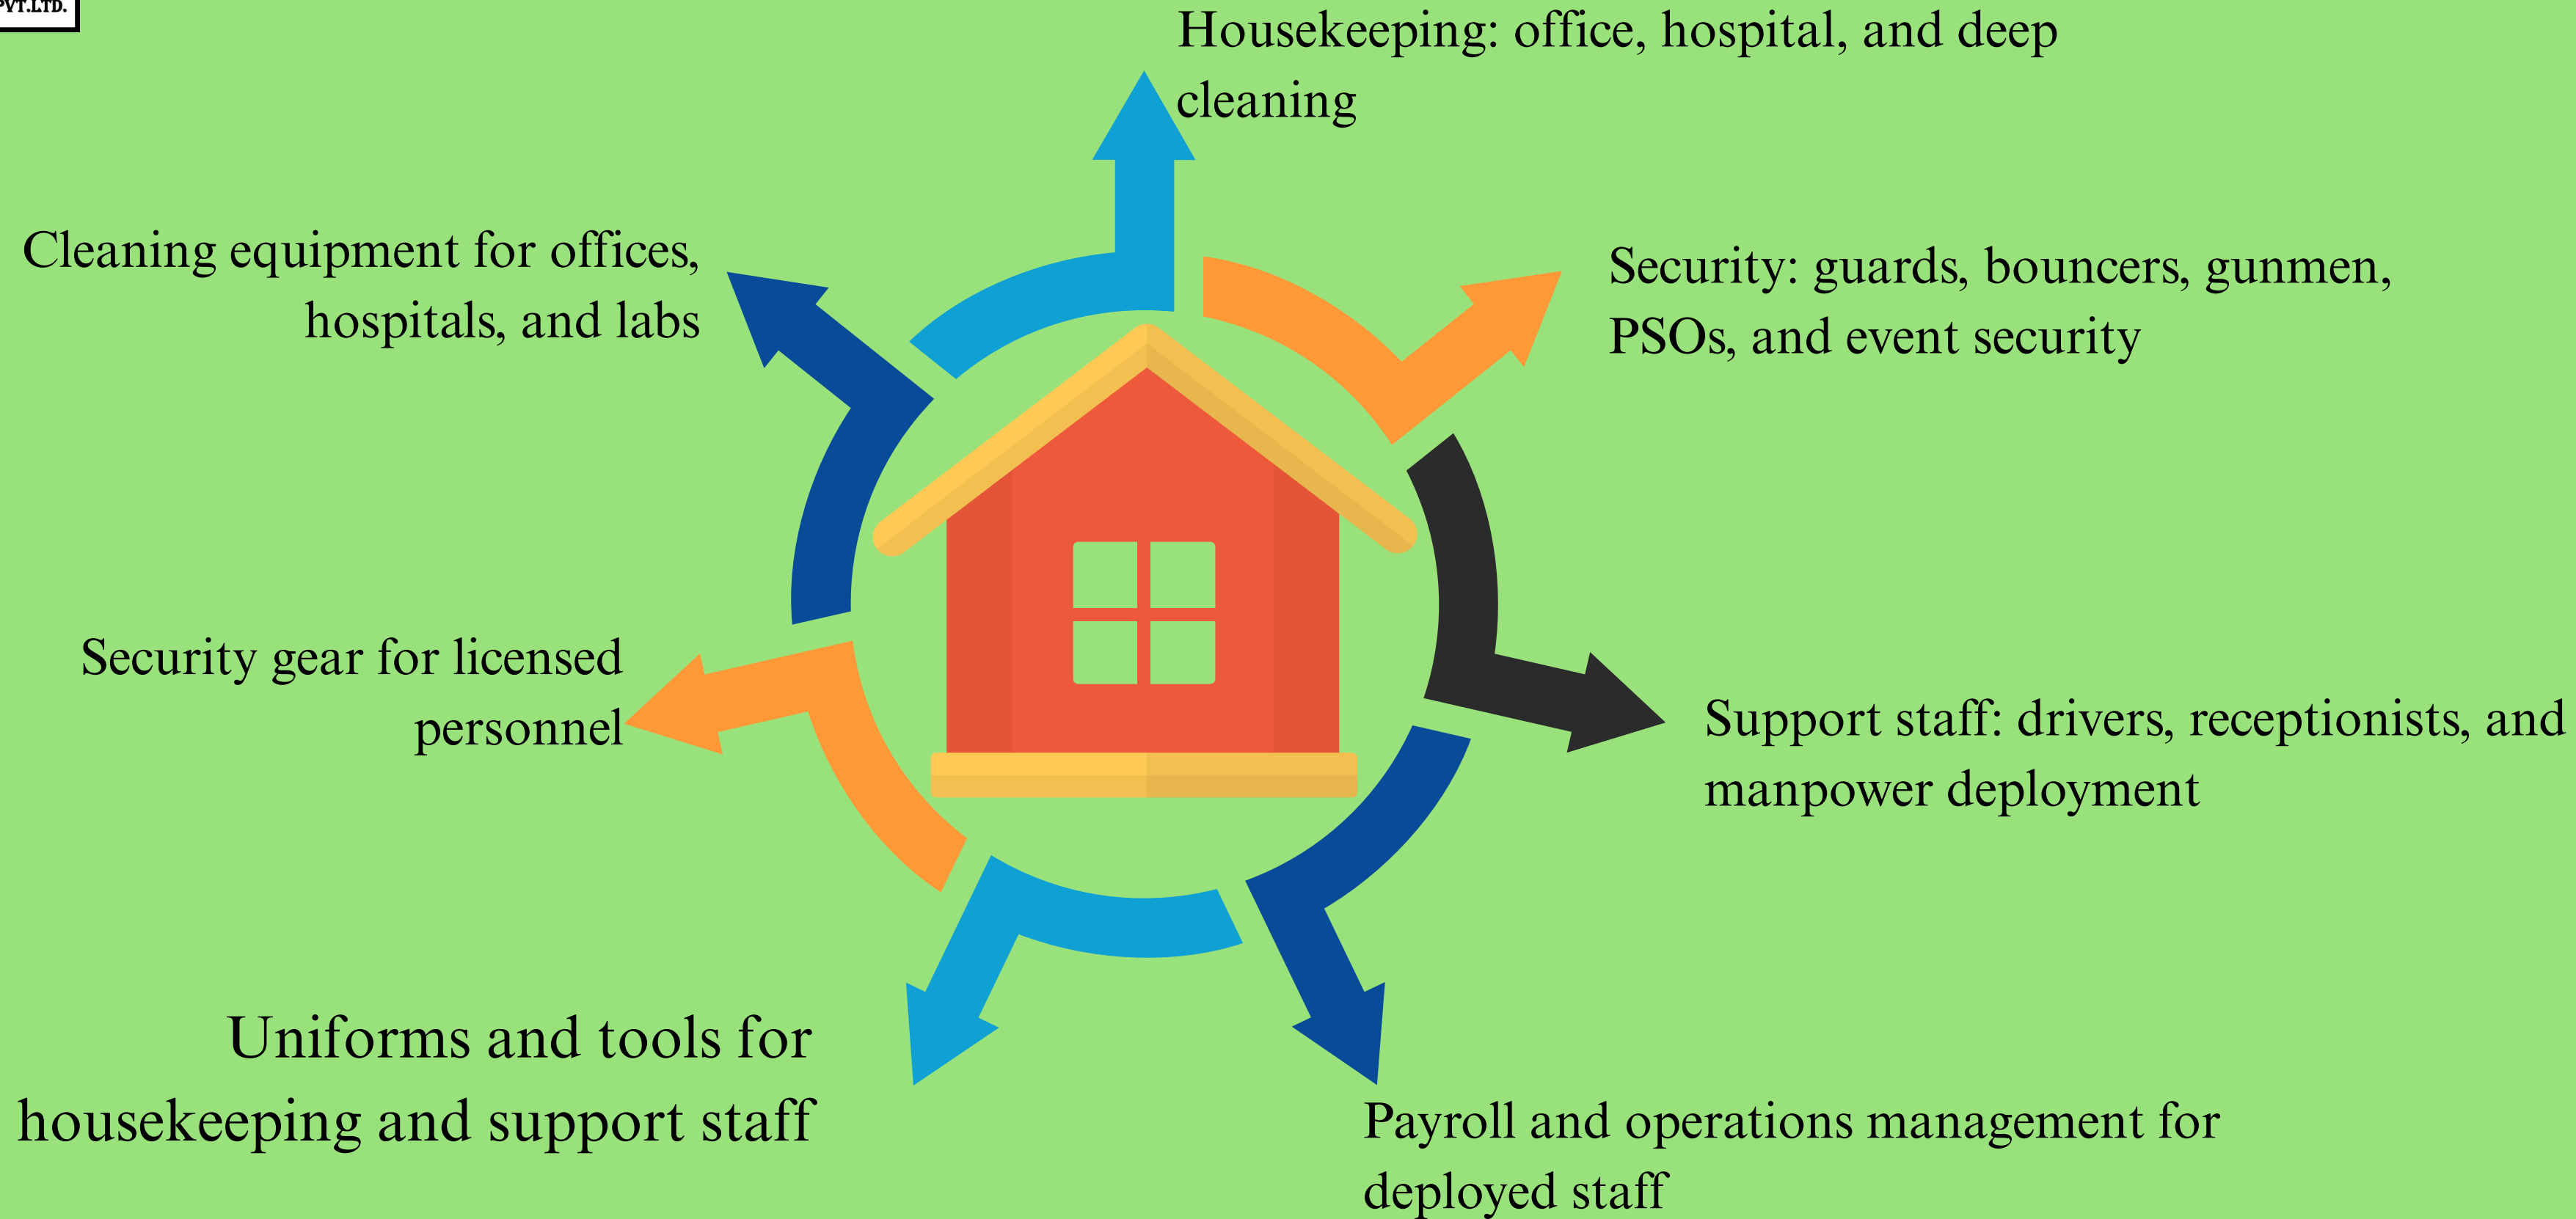 PVT.LTD.
Housekeeping: office, hospital, and deep
cleaning
Cleaning equipment for offices,
hospitals, and labs
Security: guards, bouncers, gunmen,
PSOs, and event security
Security gear for licensed
personnel
Support staff: drivers, receptionists, and
manpower deployment
Uniforms and tools for
housekeeping and support staff
Payroll and operations management for
deployed staff